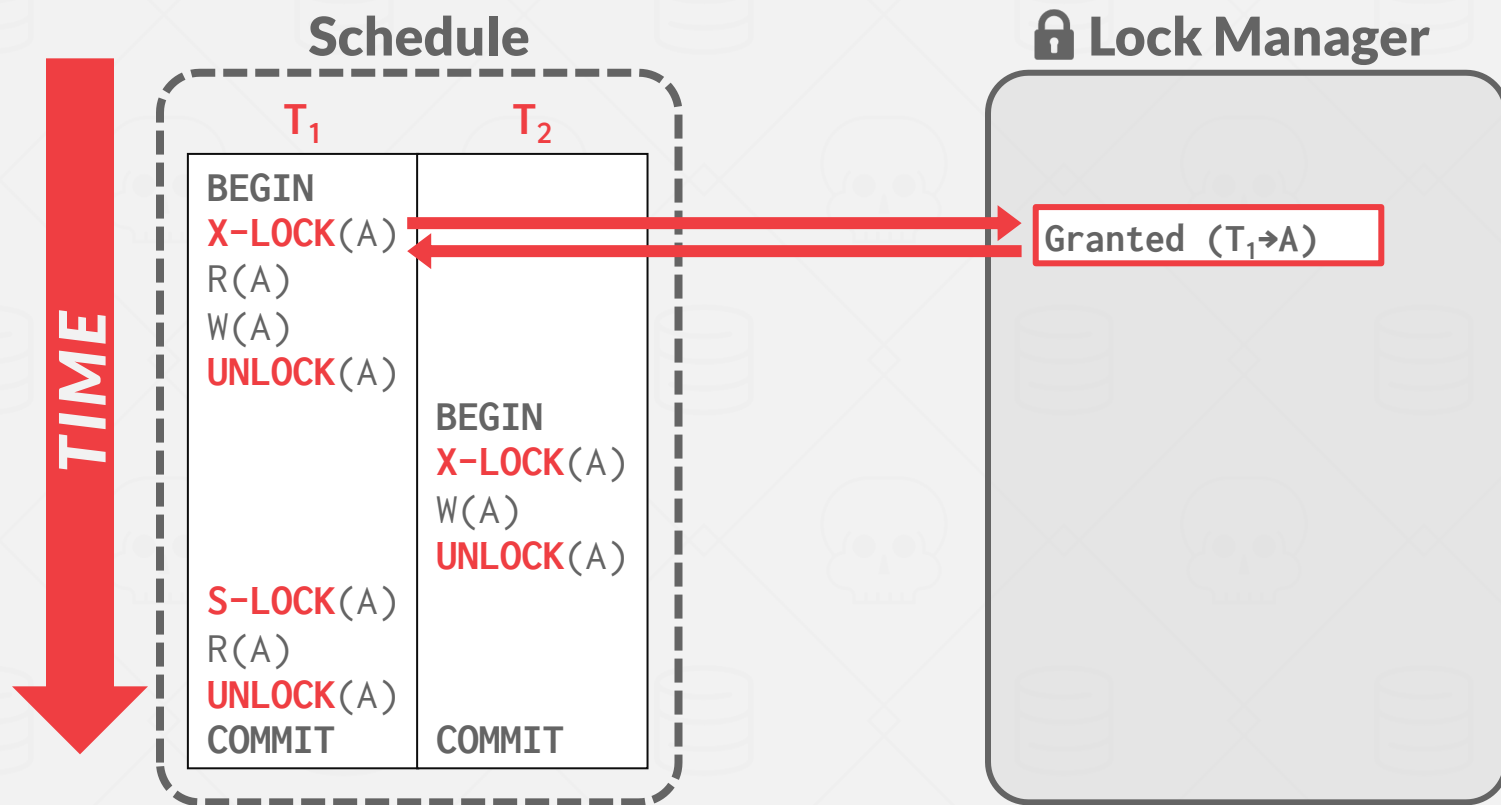 Schedule
Lock Manager
TIME
T₁ T₂
BEGIN
X-LOCK(A)
Granted (T₁→A)
R(A)
W(A)
UNLOCK(A)
BEGIN
X-LOCK(A)
W(A)
UNLOCK(A)
S-LOCK(A)
R(A)
UNLOCK(A)
COMMIT COMMIT